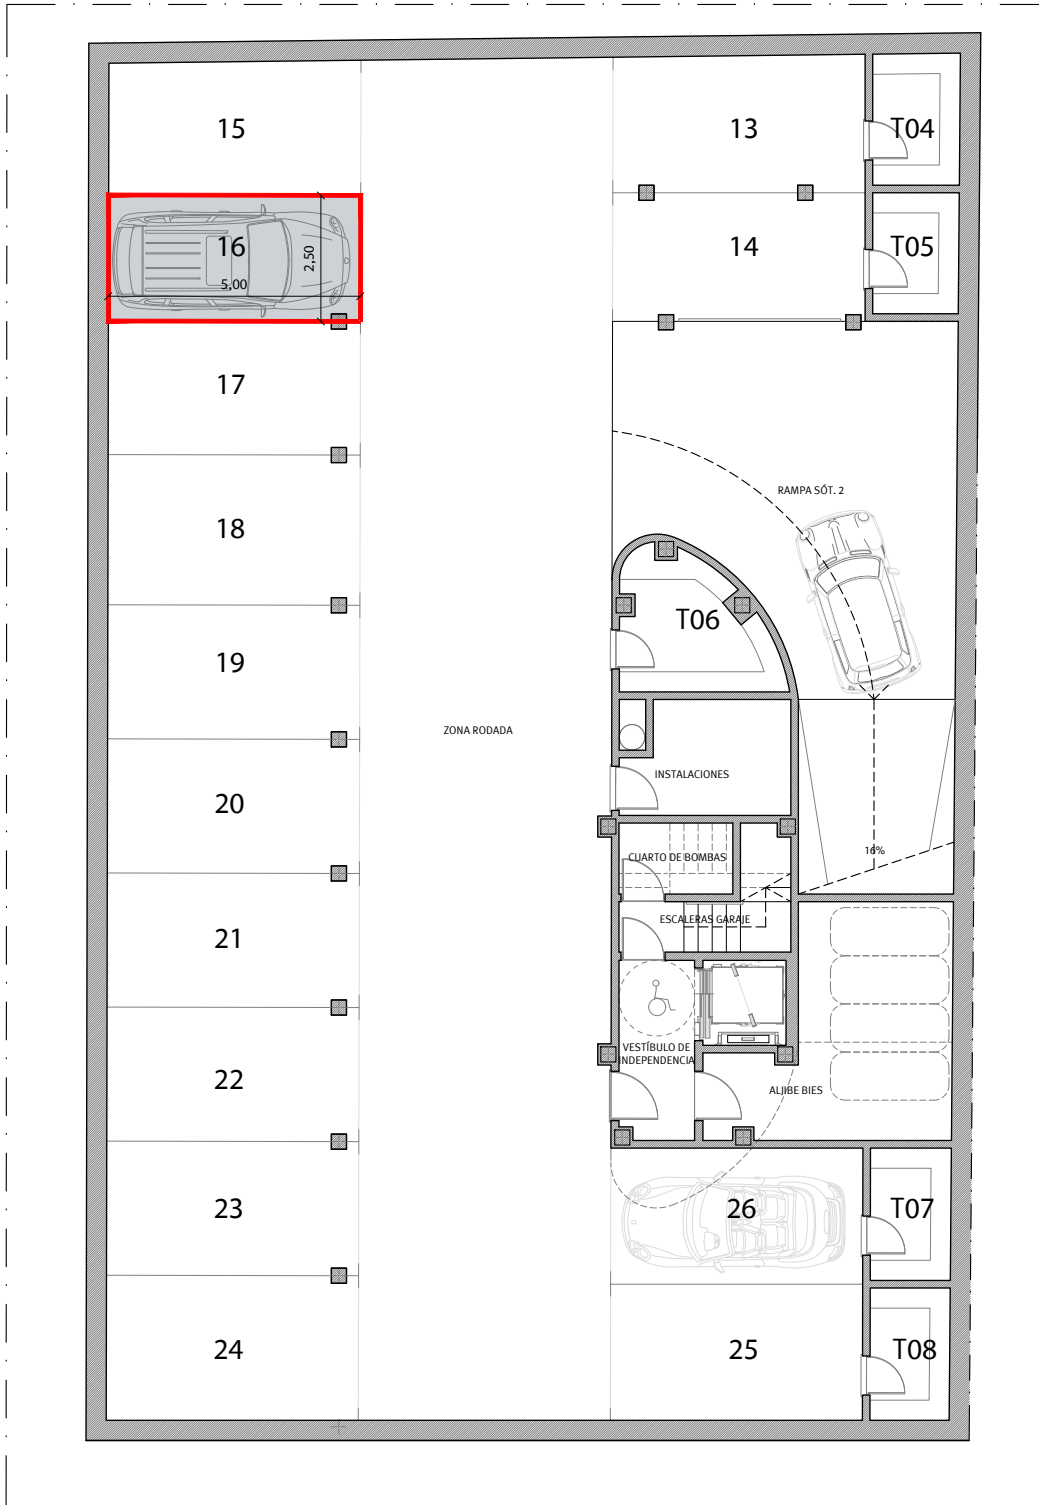 15
13
T04
16
2,50
5,00
14
T05
17
RAMPA SÓT. 2
18
T06
19
ZONA RODADA
INSTALACIONES
20
16%
CUARTO DE BOMBAS
ESCALERAS GARAJE
21
VESTÍBULO DE
INDEPENDENCIA
22
ALJIBE BIES
23
26
T07
24
25
T08